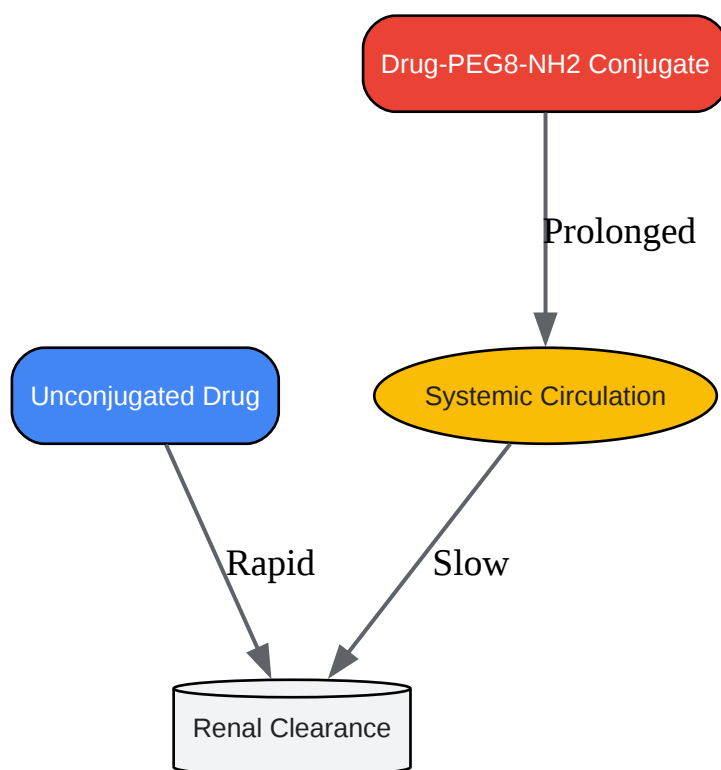 Drug-PEG8-NH2 Conjugate
Prolonged
Unconjugated Drug
Systemic Circulation
Rapid
Slow
Renal Clearance